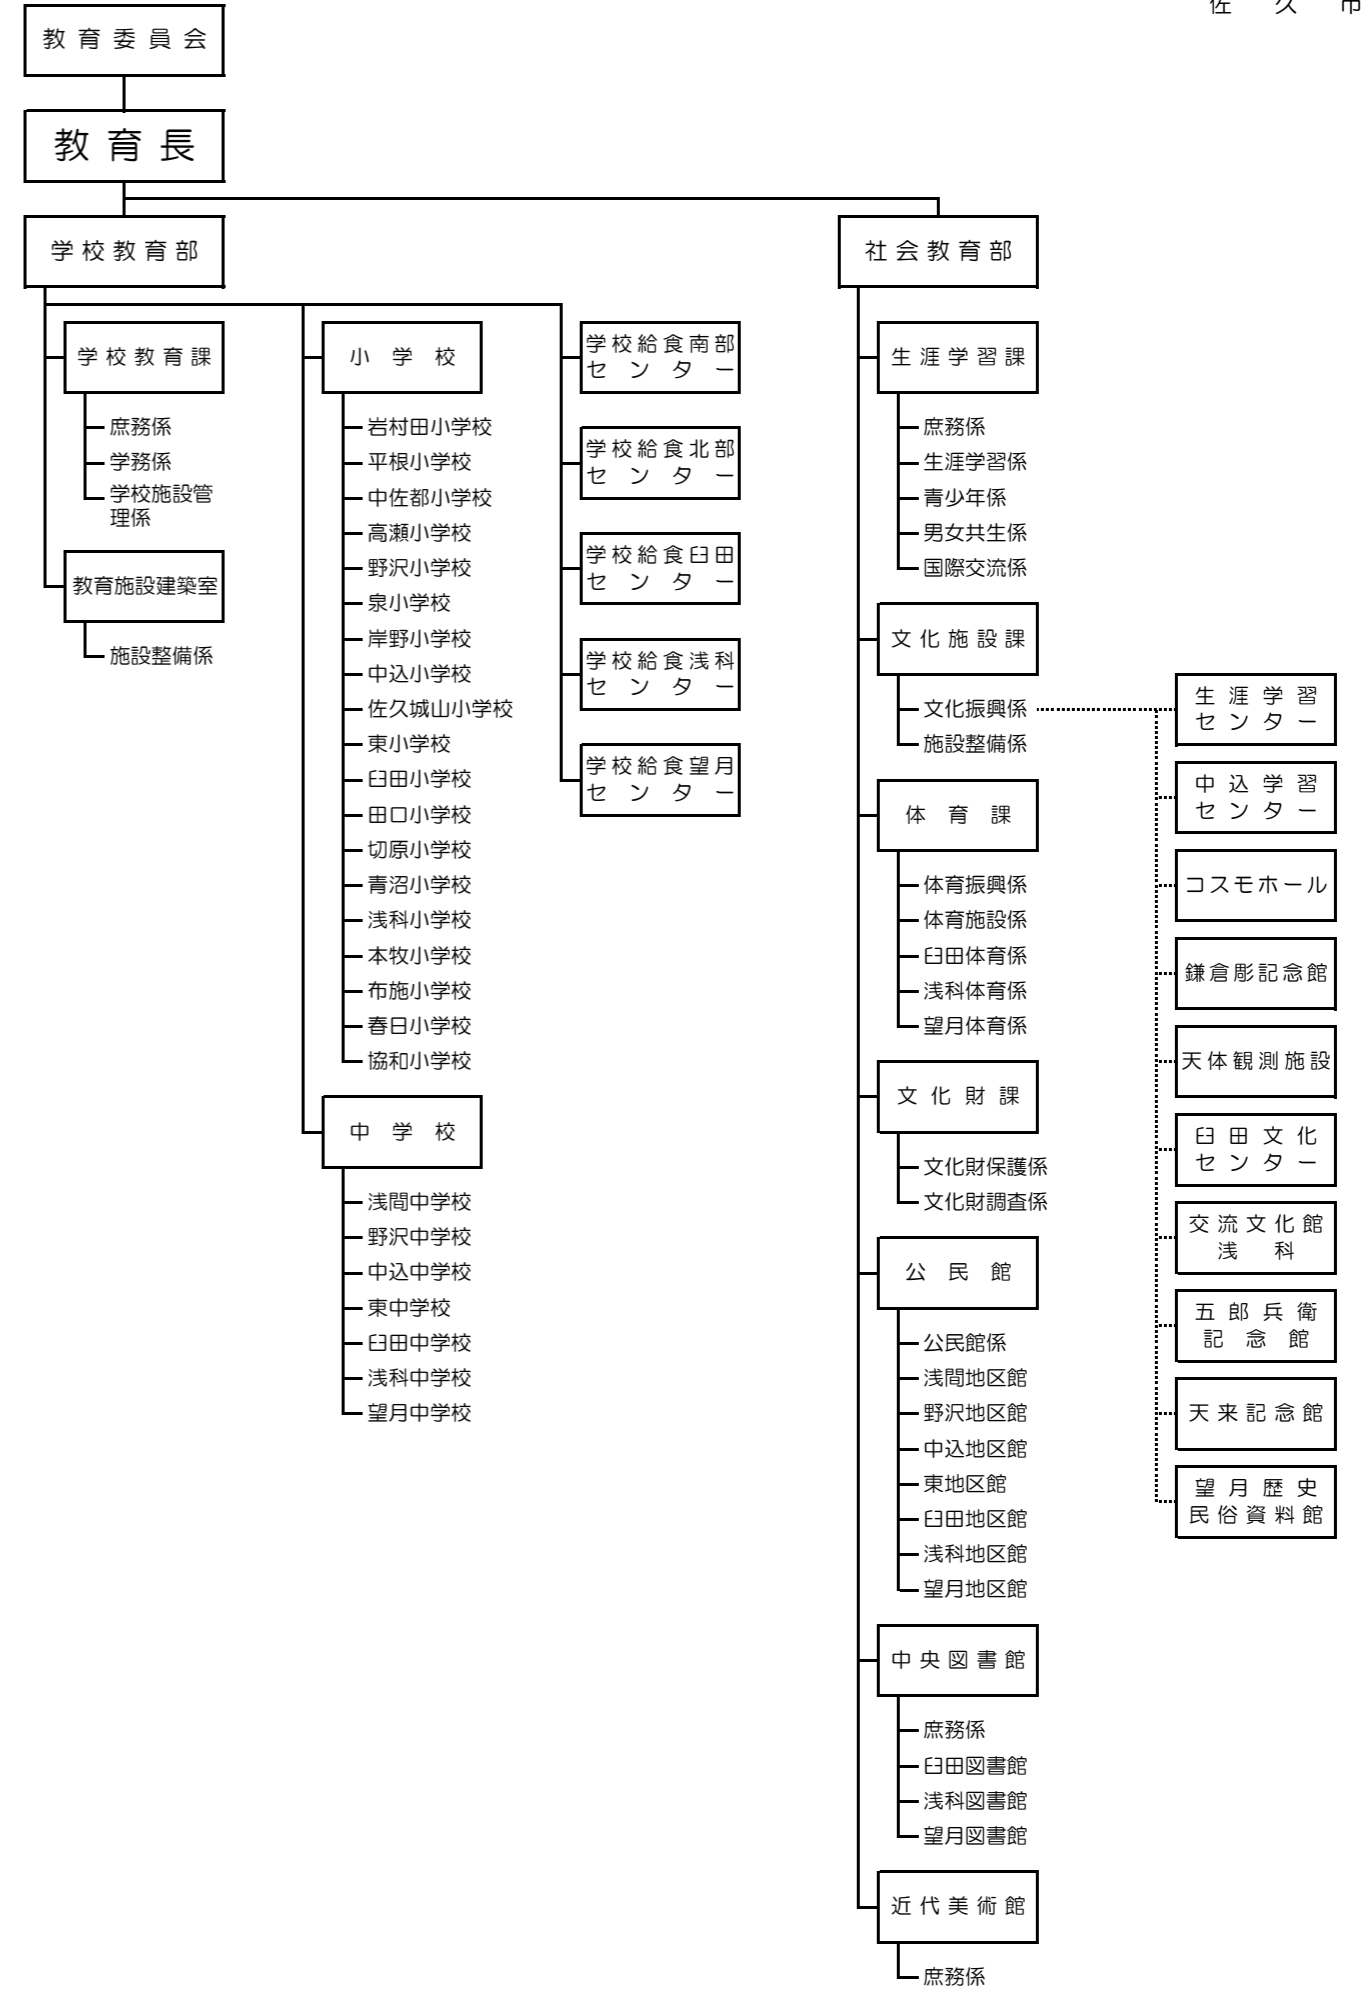 佐久市
教育委員会
教育長
学校教育部
学校教育課
庶務係
学務係
学校施設管
理係
教育施設建築室
施設整備係
小学校
岩村田小学校
平根小学校
中佐都小学校
高瀬小学校
野沢小学校
泉小学校
岸野小学校
中込小学校
佐久城山小学校
東小学校
臼田小学校
田口小学校
切原小学校
青沼小学校
浅科小学校
本牧小学校
布施小学校
春日小学校
協和小学校
中学校
浅間中学校
野沢中学校
中込中学校
東中学校
臼田中学校
浅科中学校
望月中学校
学校給食南部
センター
学校給食北部
センター
学校給食臼田
センター
学校給食浅科
センター
学校給食望月
センター
社会教育部
生涯学習課
庶務係
生涯学習係
青少年係
男女共生係
国際交流係
文化施設課
文化振興係
施設整備係
生涯学習
センター
中込学習
センター
コスモホール
鎌倉彫記念館
天体観測施設
臼田文化
センター
交流文化館
浅科
五郎兵衛
記念館
天来記念館
望月歴史
民俗資料館
体育課
体育振興係
体育施設係
臼田体育係
浅科体育係
望月体育係
文化財課
文化財保護係
文化財調査係
公民館
公民館係
浅間地区館
野沢地区館
中込地区館
東地区館
臼田地区館
浅科地区館
望月地区館
中央図書館
庶務係
臼田図書館
浅科図書館
望月図書館
近代美術館
庶務係